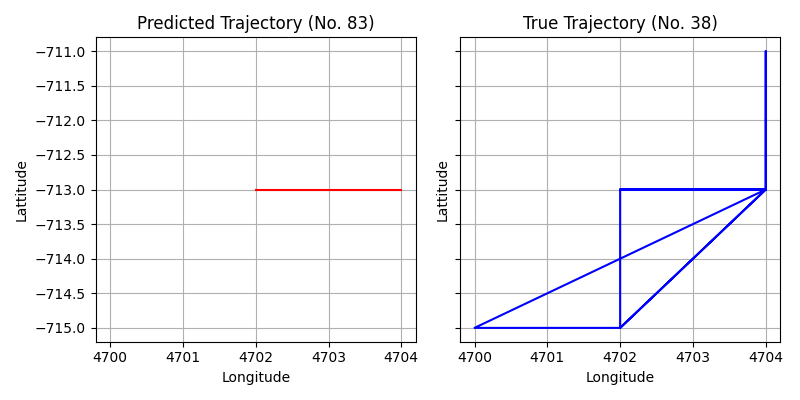 Predicted Trajectory (No. 83)
−711.0
−711.5
−712.0
−712.5
−713.0
−713.5
−714.0
−714.5
−715.0
Lattitude
4700 4701 4702 4703 4704
Longitude
True Trajectory (No. 38)
Lattitude
4700 4701 4702 4703 4704
Longitude